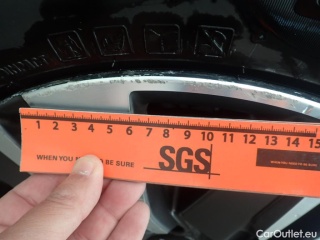 1 2 3 4 5 6 7 8 9 10 11 12 13 14 15
WHEN YOU BE SURE SGS
CarOutlet.eu